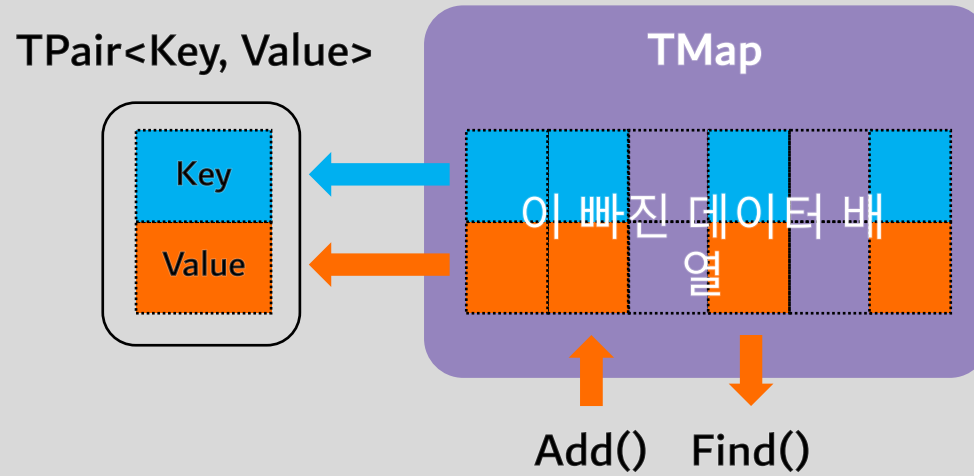 TPair<Key, Value>
TMap
Key
Value
이 빠진 데이터 배
열
Add()
Find()